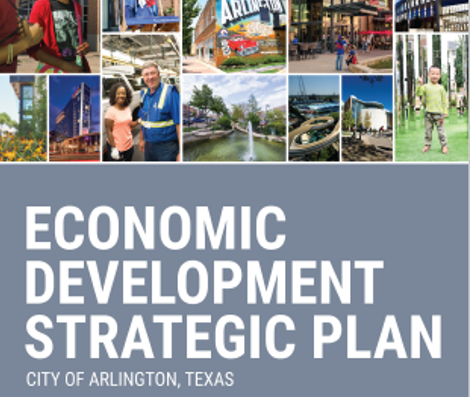 ARLINGTON
ECONOMIC
DEVELOPMENT
STRATEGIC PLAN
CITY OF ARLINGTON, TEXAS